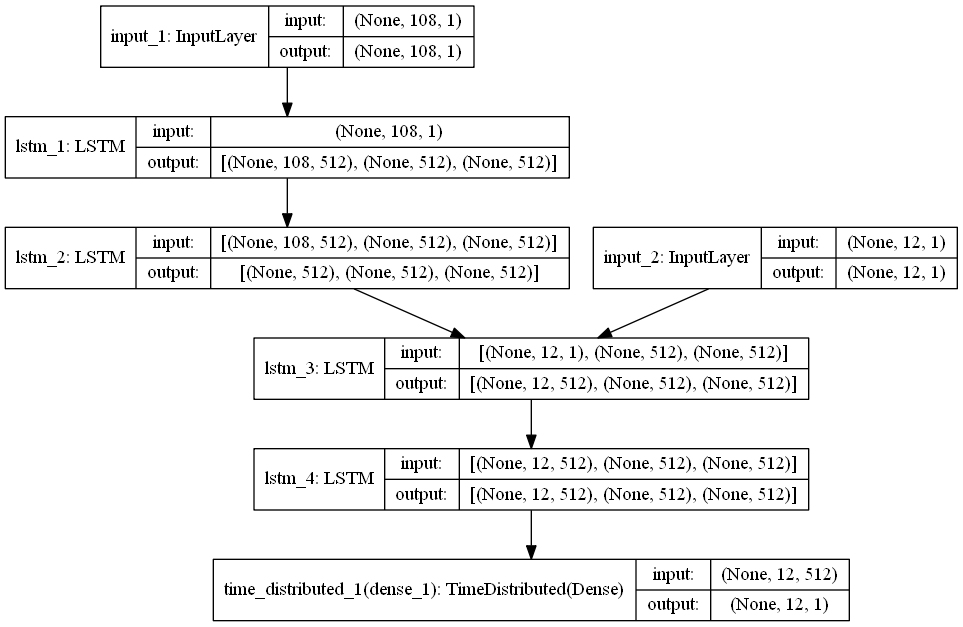 input_1: InputLayer
input: (None, 108, 1)
output: (None, 108, 1)
lstm_1: LSTM
input: (None, 108, 1)
output: [(None, 108, 512), (None, 512), (None, 512)]
lstm_2: LSTM
input: [(None, 108, 512), (None, 512), (None, 512)]
output: [(None, 512), (None, 512), (None, 512)]
input_2: InputLayer
input: (None, 12, 1)
output: (None, 12, 1)
lstm_3: LSTM
input: [(None, 12, 1), (None, 512), (None, 512)]
output: [(None, 12, 512), (None, 512), (None, 512)]
lstm_4: LSTM
input: [(None, 12, 512), (None, 512), (None, 512)]
output: [(None, 12, 512), (None, 512), (None, 512)]
time_distributed_1(dense_1): TimeDistributed(Dense)
input: (None, 12, 512)
output: (None, 12, 1)